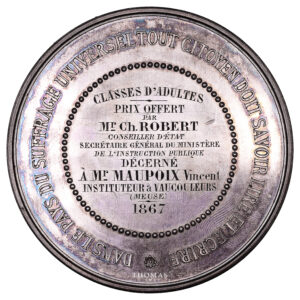 DANS LE PAYS DU SUFFRAGE UNIVERSEL TOUT CITOYEN DOIT SAVOIR LIRE ET ECRIRE
CLASSES D'ADULTES
PRIX OFFERT
PAR
Mr. Ch. ROBERT
CONSEILLER D'ÉTAT
SECRÉTAIRE GÉNÉRAL DU MINISTÈRE
DE L'INSTRUCTION PUBLIQUE
DÉCERNÉ
À Mr. MAUPOIX Vincent
INSTITUTEUR à VAUCOULEURS
(MEUSE)
1867
THOMAS